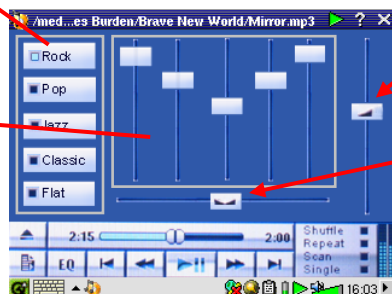 /med...es Burden/Brave New World/Mirror.mp3 ? X
Rock
Pop
Jazz
Classic
Flat
2:15 2:00
Shuffle
Repeat
Scan
Single
EQ
16:03